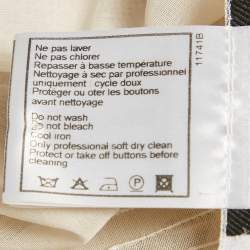 Ne pas laver
Ne pas chlorer
Repasser à basse température
Nettoyage à sec par professionnel
uniquement cycle doux
Protéger ou oter les boutons
avant nettoyage
Do not wash
Do not bleach
Cool iron
Only professional soft dry clean
Protect or take off buttons before
cleaning
11741B